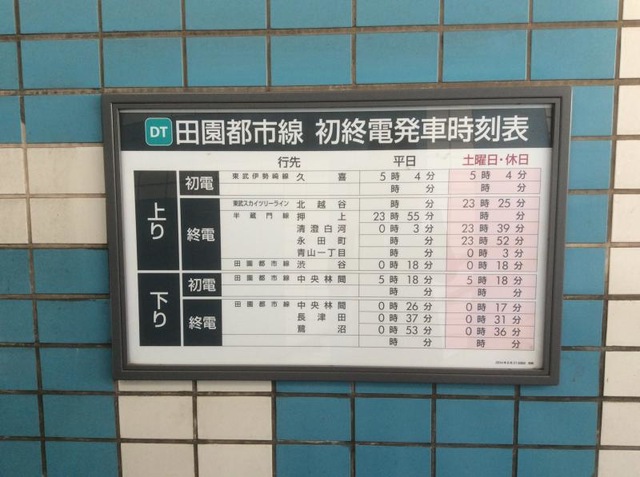 DT 田園都市線 初終電発車時刻表
行先 平日 土曜日・休日
上り
初電 東武伊勢崎線 久喜 5時 4分 5時 4分
時 分 時 分
終電 東武スカイツリーライン 北越谷 時 分 23時 25分
半蔵門線 押上 23時 55分 時 分
清澄白河 0時 3分 23時 39分
永田町 時 分 23時 52分
青山一丁目 時 分 0時 3分
田園都市線 渋谷 0時 18分 0時 18分
下り
初電 田園都市線 中央林間 5時 18分 5時 18分
時 分 時 分
終電 田園都市線 中央林間 0時 26分 0時 17分
長津田 0時 37分 0時 31分
鷺沼 0時 53分 0時 36分
時 分 時 分